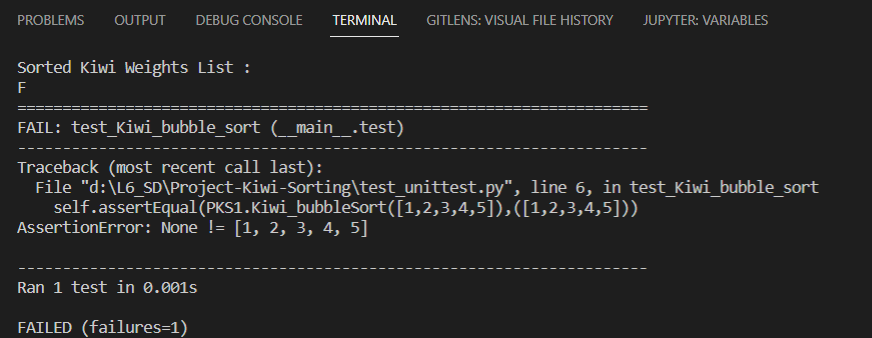 PROBLEMS OUTPUT DEBUG CONSOLE TERMINAL GITLENS: VISUAL FILE HISTORY JUPYTER: VARIABLES
Sorted Kiwi Weights List :
F
======================================================================
FAIL: test_Kiwi_bubble_sort (__main__.test)
----------------------------------------------------------------------
Traceback (most recent call last):
  File "d:\L6_SD\Project-Kiwi-Sorting\test_unittest.py", line 6, in test_Kiwi_bubble_sort
    self.assertEqual(PKS1.Kiwi_bubbleSort([1,2,3,4,5]),([1,2,3,4,5]))
AssertionError: None != [1, 2, 3, 4, 5]
----------------------------------------------------------------------
Ran 1 test in 0.001s
FAILED (failures=1)